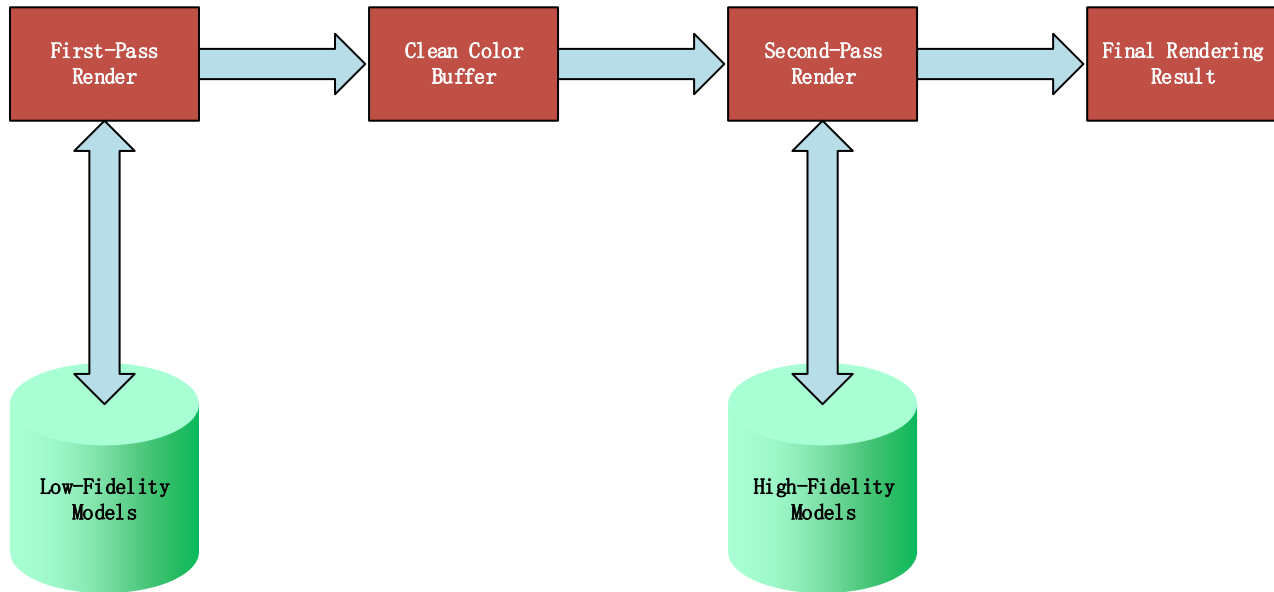 First-Pass
Render
Clean Color
Buffer
Second-Pass
Render
Final Rendering
Result
Low-Fidelity
Models
High-Fidelity
Models